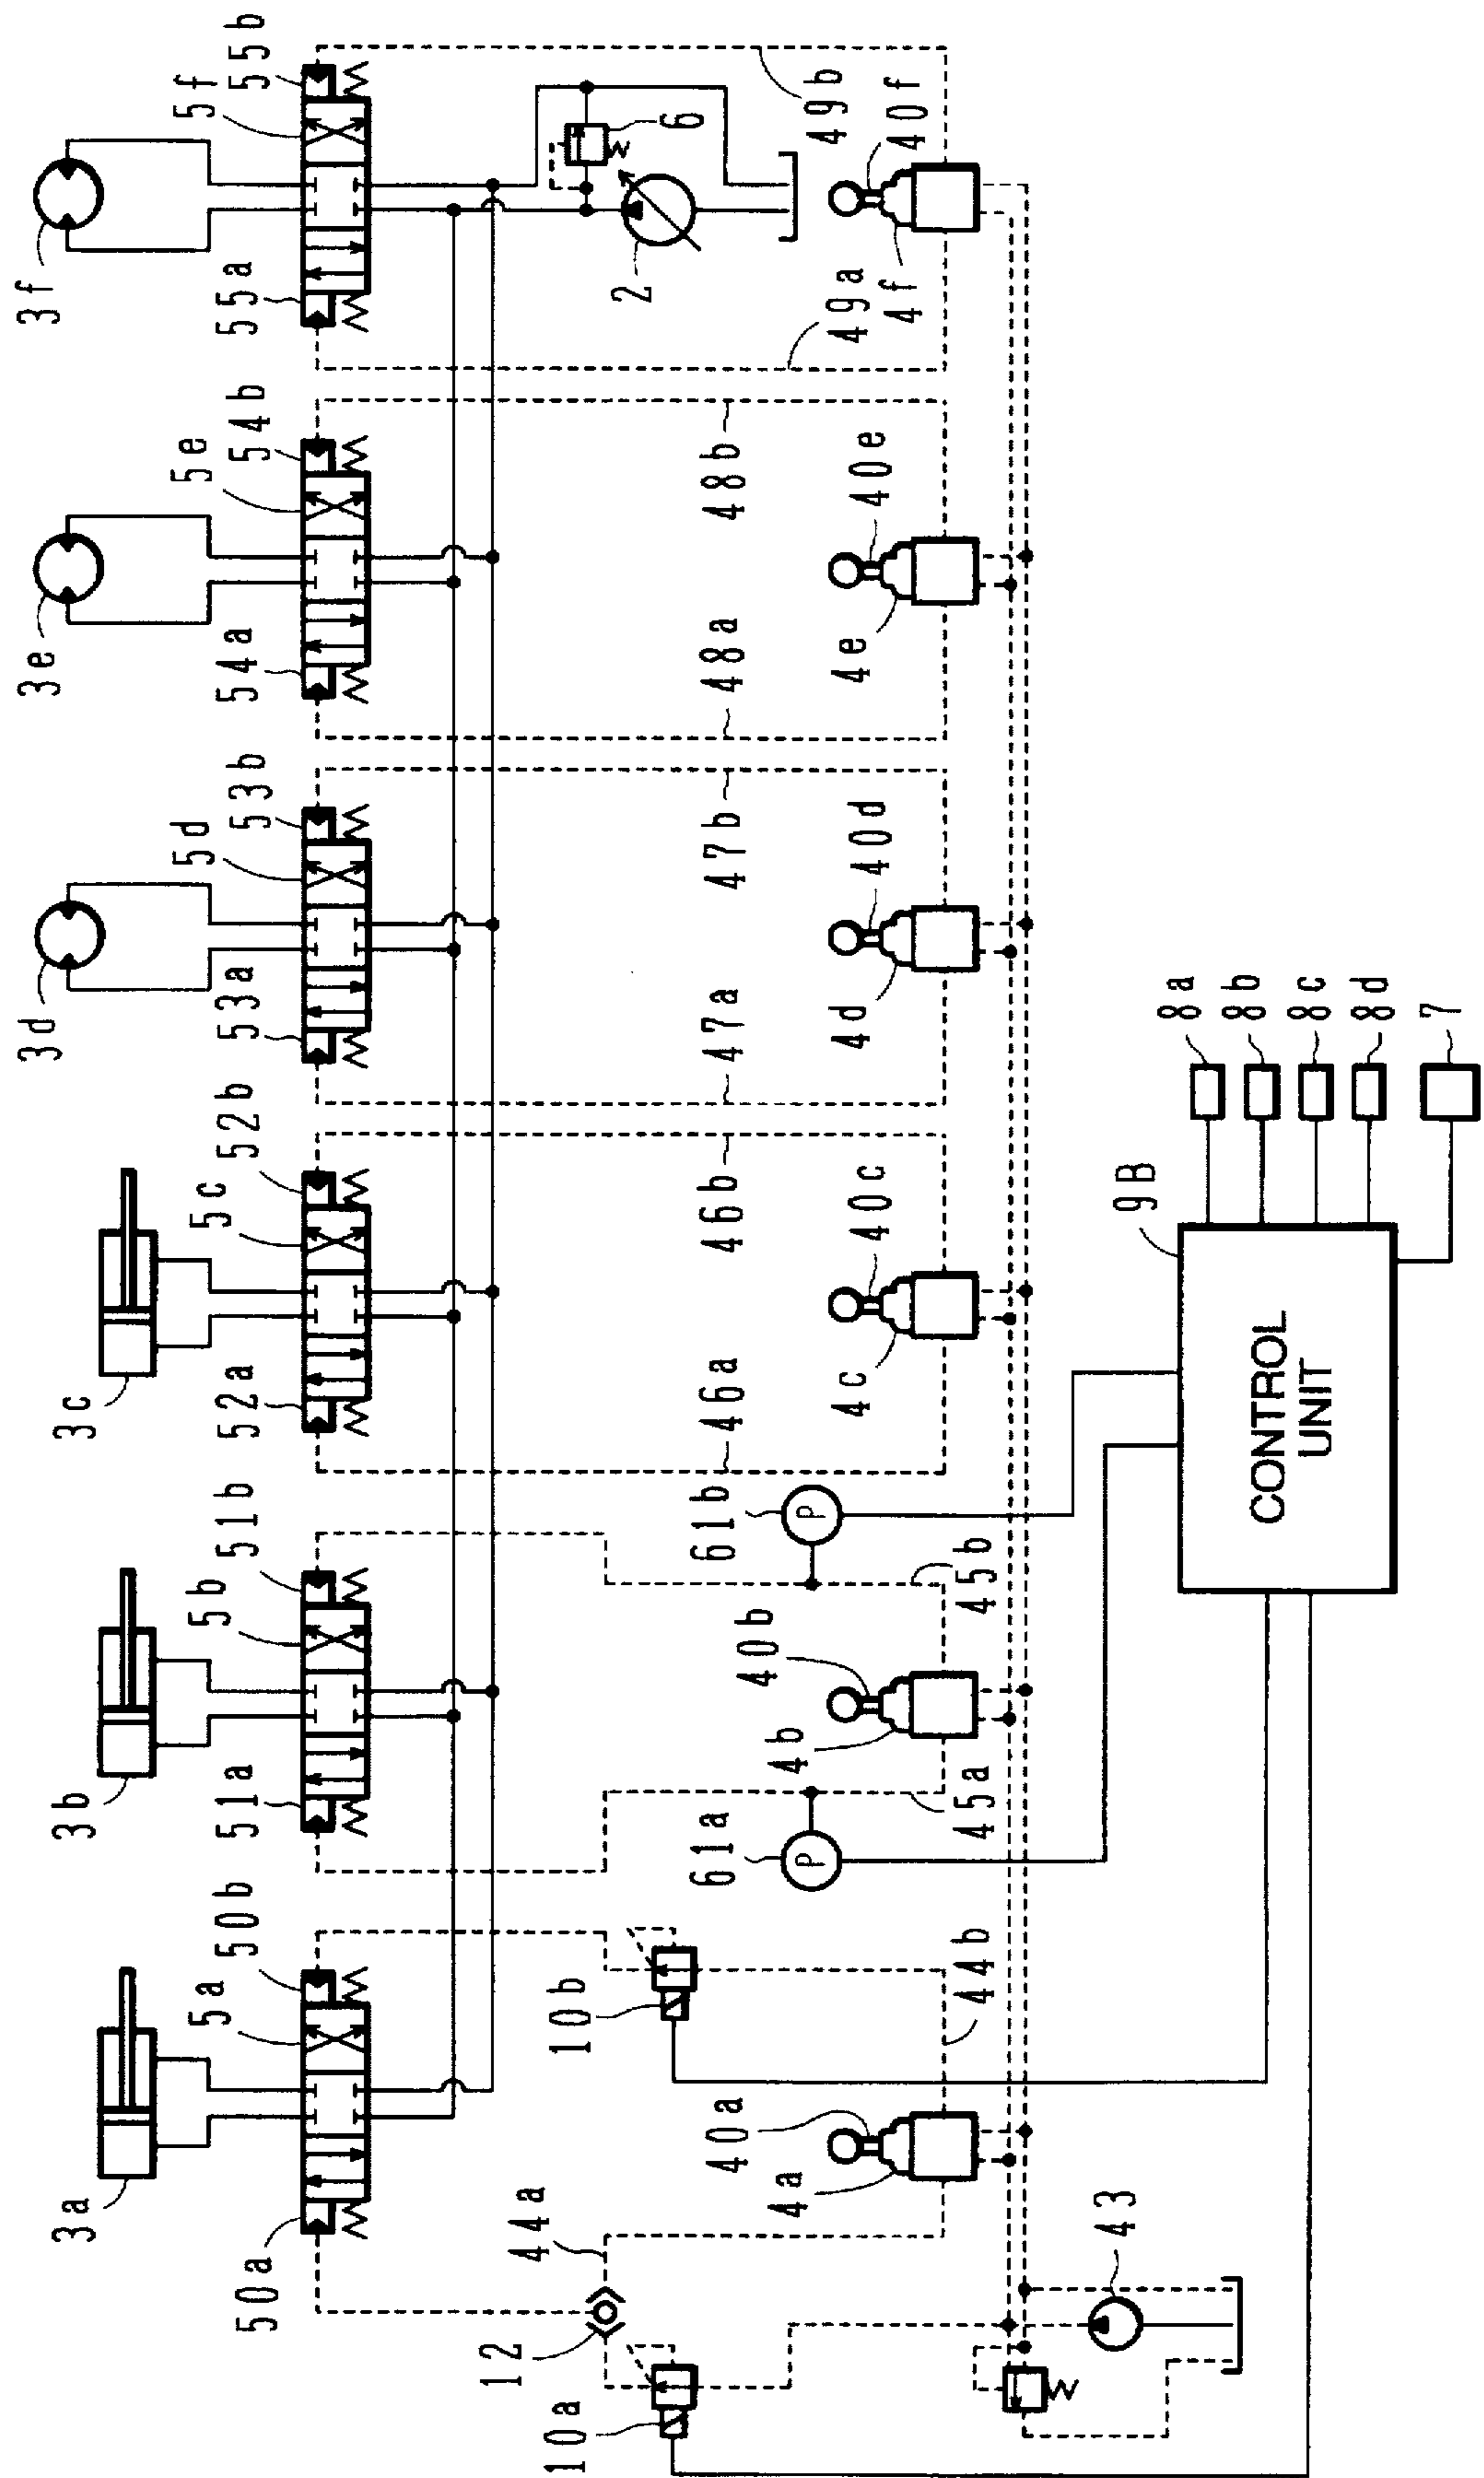 3a
3b
3c
3d
3e
3f
50a
5a
50b
51a
5b
51b
52a
5c
52b
53a
5d
53b
54a
5e
54b
55a
5f
55b
6
2
12
44a
10a
10b
44b
61a
P
45a
61b
P
45b
46a
46b
47a
47b
48a
48b
49a
49b
4a
40a
4b
40b
4c
40c
4d
40d
4e
40e
4f
40f
43
9B
CONTROL
UNIT
8a
8b
8c
8d
7